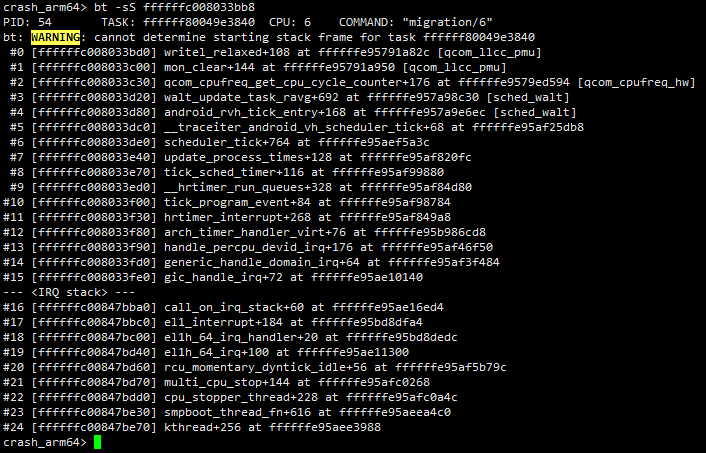 crash_arm64> bt -sS ffffffc008033bb8
PID: 54       TASK: ffffff80049e3840  CPU: 6    COMMAND: "migration/6"
bt: WARNING: cannot determine starting stack frame for task ffffff80049e3840
 #0 [ffffffc008033bd0] writel_relaxed+108 at ffffffe95791a82c [qcom_llcc_pmu]
 #1 [ffffffc008033c00] mon_clear+144 at ffffffe95791a950 [qcom_llcc_pmu]
 #2 [ffffffc008033c30] qcom_cpufreq_get_cpu_cycle_counter+176 at ffffffe9579ed594 [qcom_cpufreq_hw]
 #3 [ffffffc008033d20] walt_update_task_ravg+692 at ffffffe957a98c30 [sched_walt]
 #4 [ffffffc008033d80] android_rvh_tick_entry+168 at ffffffe957a9e6ec [sched_walt]
 #5 [ffffffc008033dc0] __traceiter_android_vh_scheduler_tick+68 at ffffffe95af25db8
 #6 [ffffffc008033de0] scheduler_tick+764 at ffffffe95aef5a3c
 #7 [ffffffc008033e40] update_process_times+128 at ffffffe95af820fc
 #8 [ffffffc008033e70] tick_sched_timer+116 at ffffffe95af99880
 #9 [ffffffc008033ed0] __hrtimer_run_queues+328 at ffffffe95af84d80
#10 [ffffffc008033f00] tick_program_event+84 at ffffffe95af98784
#11 [ffffffc008033f30] hrtimer_interrupt+268 at ffffffe95af849a8
#12 [ffffffc008033f80] arch_timer_handler_virt+76 at ffffffe95b986cd8
#13 [ffffffc008033f90] handle_percpu_devid_irq+176 at ffffffe95af46f50
#14 [ffffffc008033fd0] generic_handle_domain_irq+64 at ffffffe95af3f484
#15 [ffffffc008033fe0] gic_handle_irq+72 at ffffffe95ae10140
--- <IRQ stack> ---
#16 [ffffffc00847bba0] call_on_irq_stack+60 at ffffffe95ae16ed4
#17 [ffffffc00847bbc0] el1_interrupt+184 at ffffffe95bd8dfa4
#18 [ffffffc00847bc00] el1h_64_irq_handler+20 at ffffffe95bd8dedc
#19 [ffffffc00847bd40] el1h_64_irq+100 at ffffffe95ae11300
#20 [ffffffc00847bd60] rcu_momentary_dyntick_idle+56 at ffffffe95af5b79c
#21 [ffffffc00847bd70] multi_cpu_stop+144 at ffffffe95afc0268
#22 [ffffffc00847bdd0] cpu_stopper_thread+228 at ffffffe95afc0a4c
#23 [ffffffc00847be30] smpboot_thread_fn+616 at ffffffe95aeea4c0
#24 [ffffffc00847be70] kthread+256 at ffffffe95aee3988
crash_arm64>